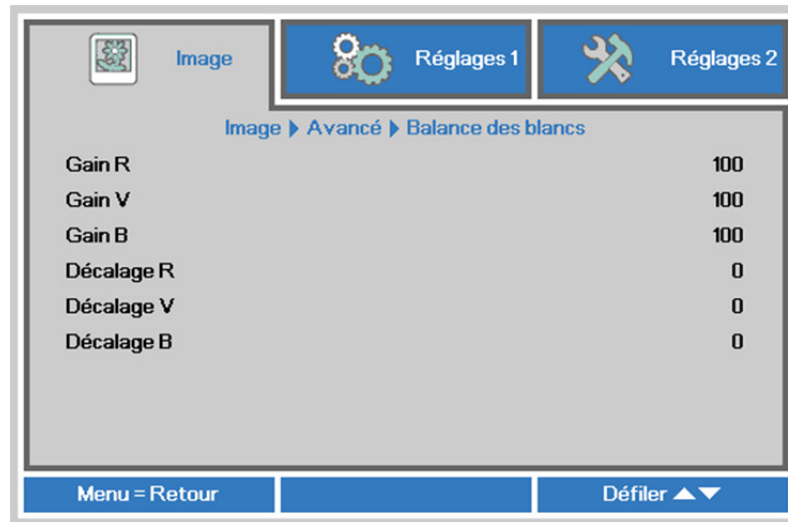 Image
Réglages 1
Réglages 2
Image ▶ Avancé ▶ Balance des blancs
Gain R 100
Gain V 100
Gain B 100
Décalage R 0
Décalage V 0
Décalage B 0
Menu = Retour
Défiler ▲▼